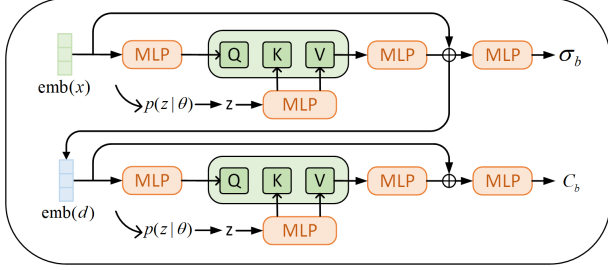 MLP Q K V MLP MLP σ_b
emb(x)
p(z|θ) z MLP
MLP Q K V MLP MLP C_b
emb(d)
p(z|θ) z MLP